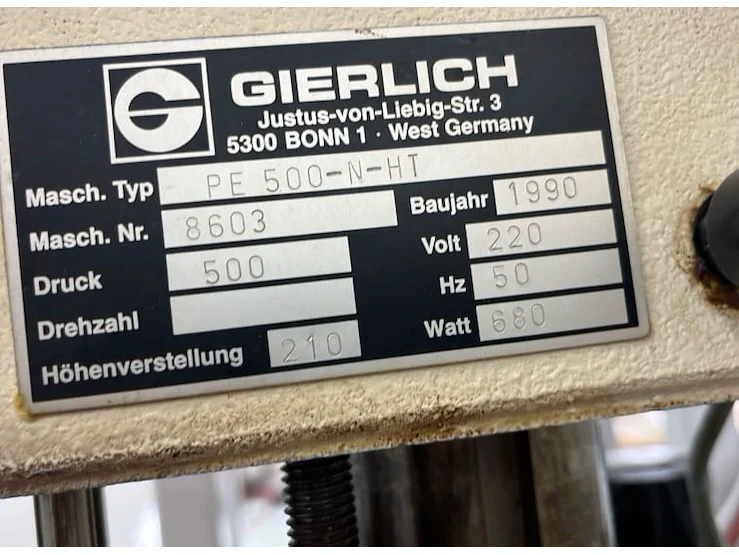 GIERLICH
Justus-von-Liebig-Str. 3
5300 BONN 1 · West Germany
Masch. Typ PE 500-N-HT
Masch. Nr. 8603 Baujahr 1990
Druck 500 Volt 220
Drehzahl Hz 50
Höhenverstellung 210 Watt 680